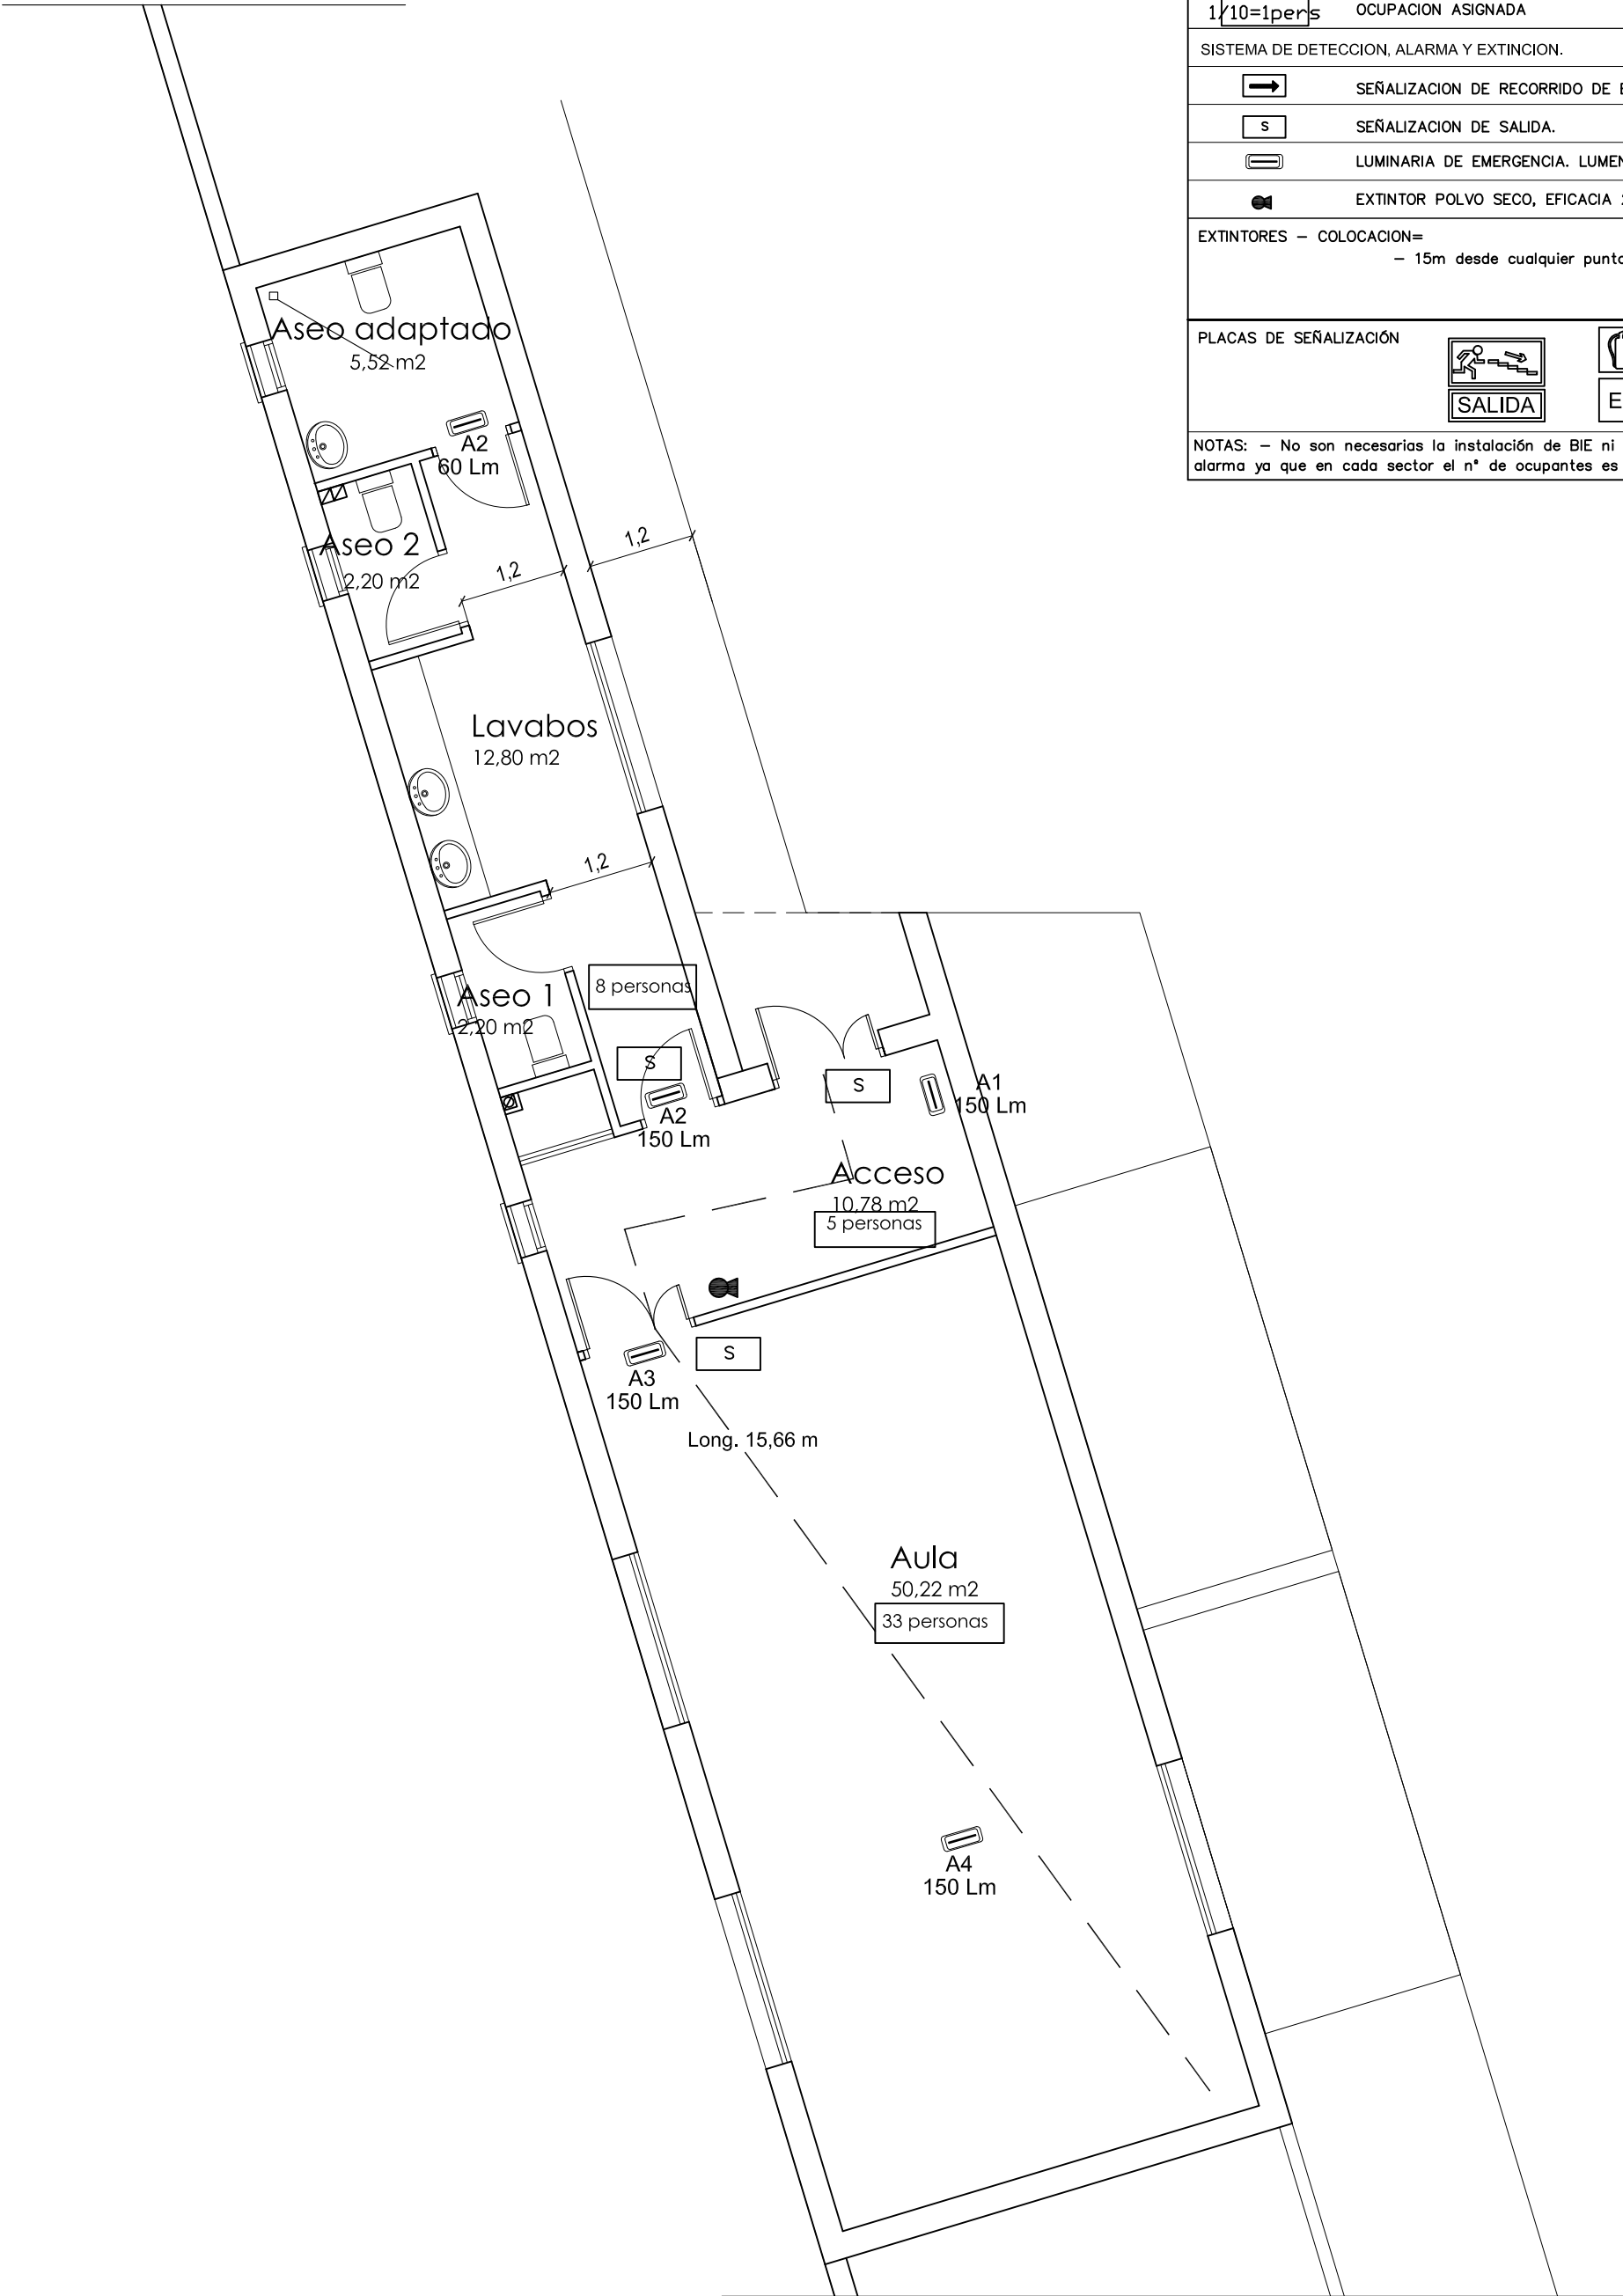 1/10=1pers OCUPACION ASIGNADA
SISTEMA DE DETECCION, ALARMA Y EXTINCION.
SEÑALIZACION DE RECORRIDO DE
S SEÑALIZACION DE SALIDA.
LUMINARIA DE EMERGENCIA. LUMEN
EXTINTOR POLVO SECO, EFICACIA
EXTINTORES – COLOCACION=
– 15m desde cualquier punto
PLACAS DE SEÑALIZACIÓN
SALIDA
E
NOTAS: – No son necesarias la instalación de BIE ni
alarma ya que en cada sector el nº de ocupantes es
Aseo adaptado
5,52 m2
A2
60 Lm
Aseo 2
2,20 m2
1,2
1,2
Lavabos
12,80 m2
1,2
8 personas
Aseo 1
2,20 m2
S
A2
150 Lm
S
A1
150 Lm
Acceso
10,78 m2
5 personas
S
A3
150 Lm
Long. 15,66 m
Aula
50,22 m2
33 personas
A4
150 Lm